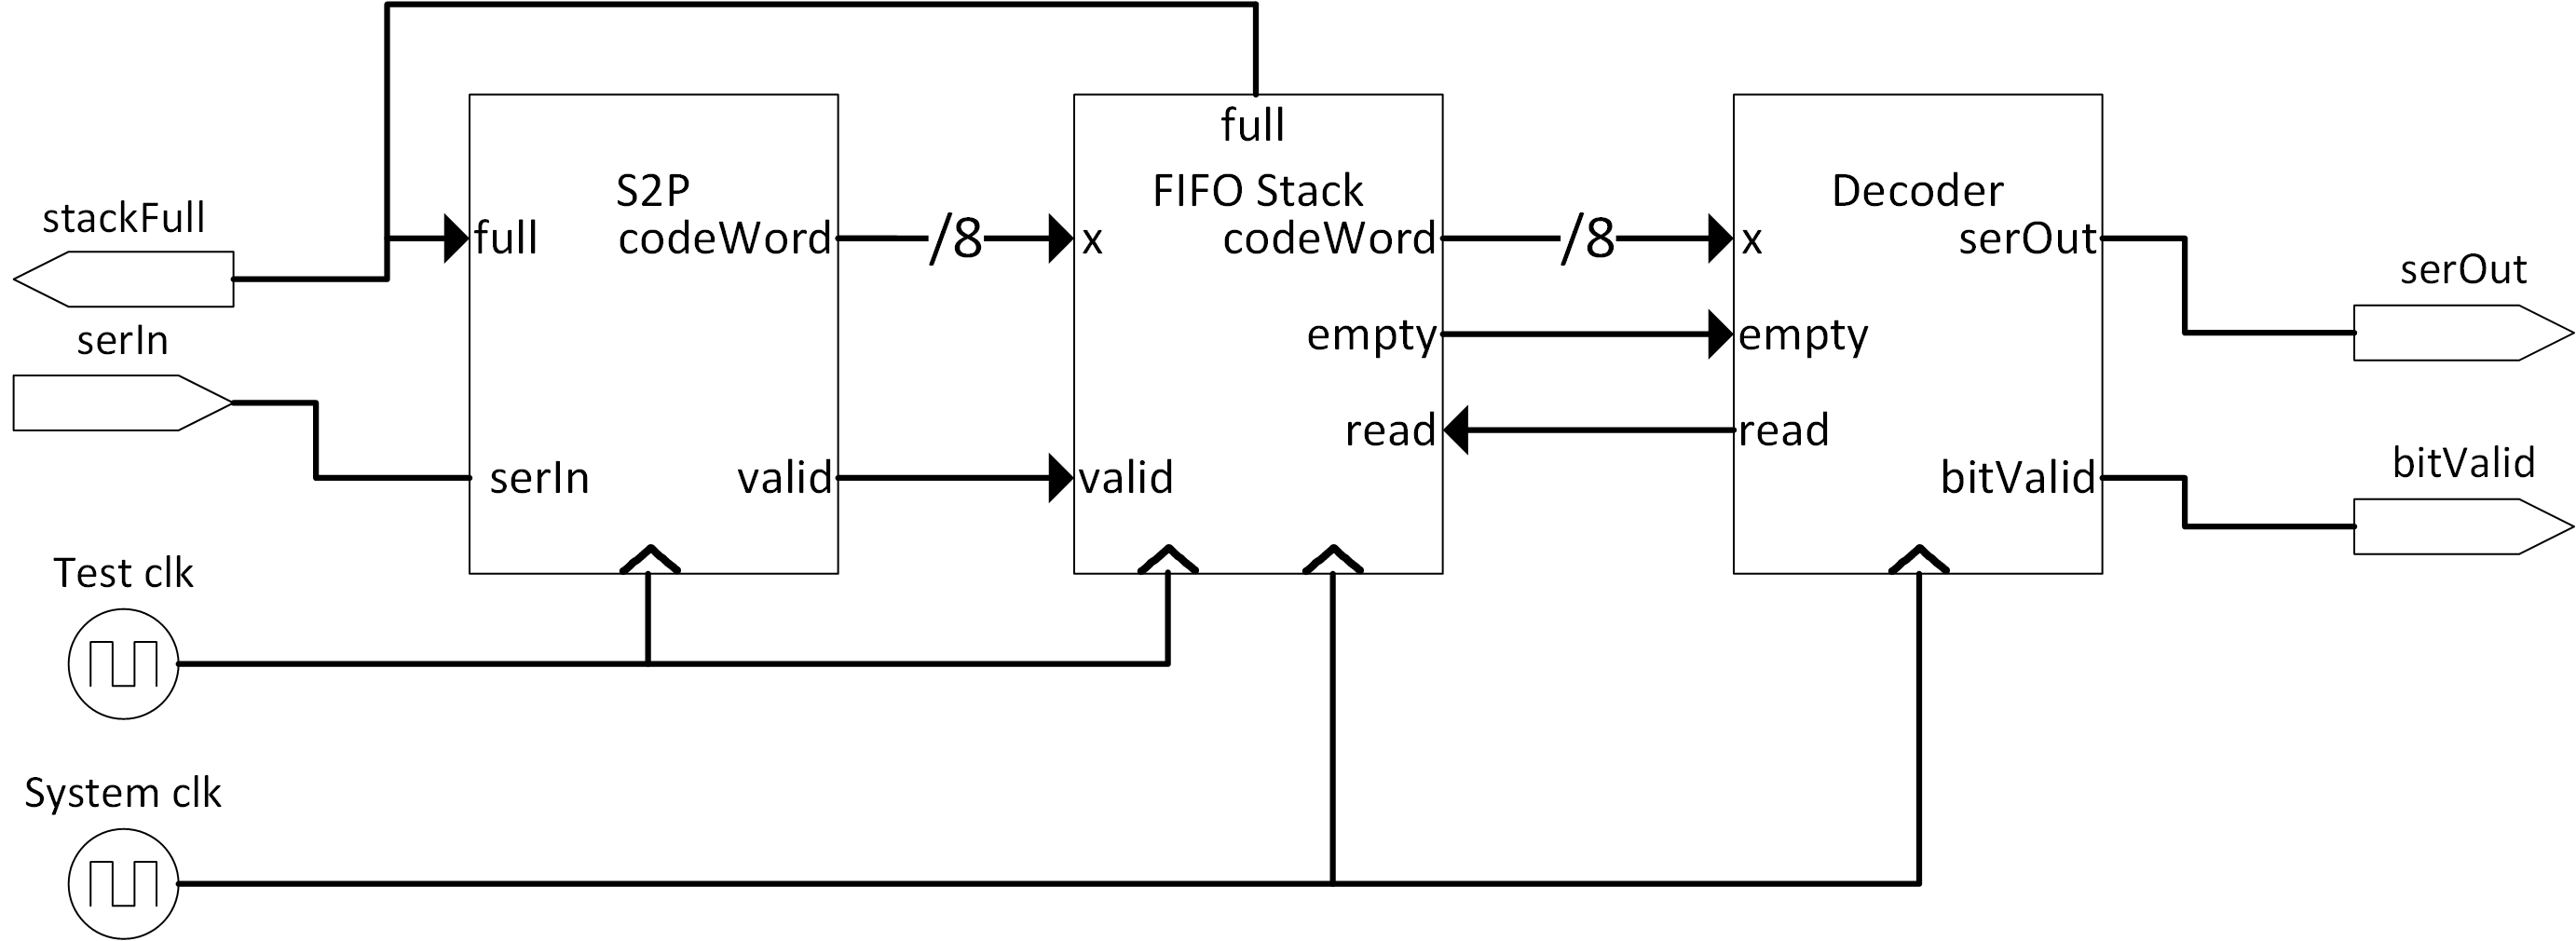 full
S2P
FIFO Stack
Decoder
stackFull
full
codeWord
/8
x
codeWord
/8
x
serOut
serOut
serIn
empty
empty
read
read
serIn
valid
valid
bitValid
bitValid
Test clk
System clk